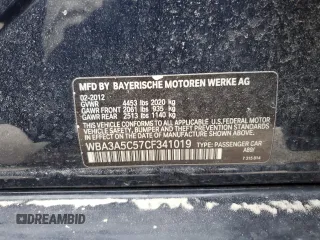 MFD BY BAYERISCHE MOTOREN WERKE AG
02-2012
GVWR 4453 lbs 2020 kg
GAWR FRONT 2061 lbs 935 kg
GAWR REAR 2513 lbs 1140 kg
THIS VEHICLE CONFORMS TO ALL APPLICABLE U.S. FEDERAL MOTOR
VEHICLE SAFETY, BUMPER, AND THEFT PREVENTION STANDARDS IN
EFFECT ON THE DATE OF MANUFACTURE SHOWN ABOVE.
WBA3A5C57CF341019 TYPE: PASSENGER CAR
DREAMBID